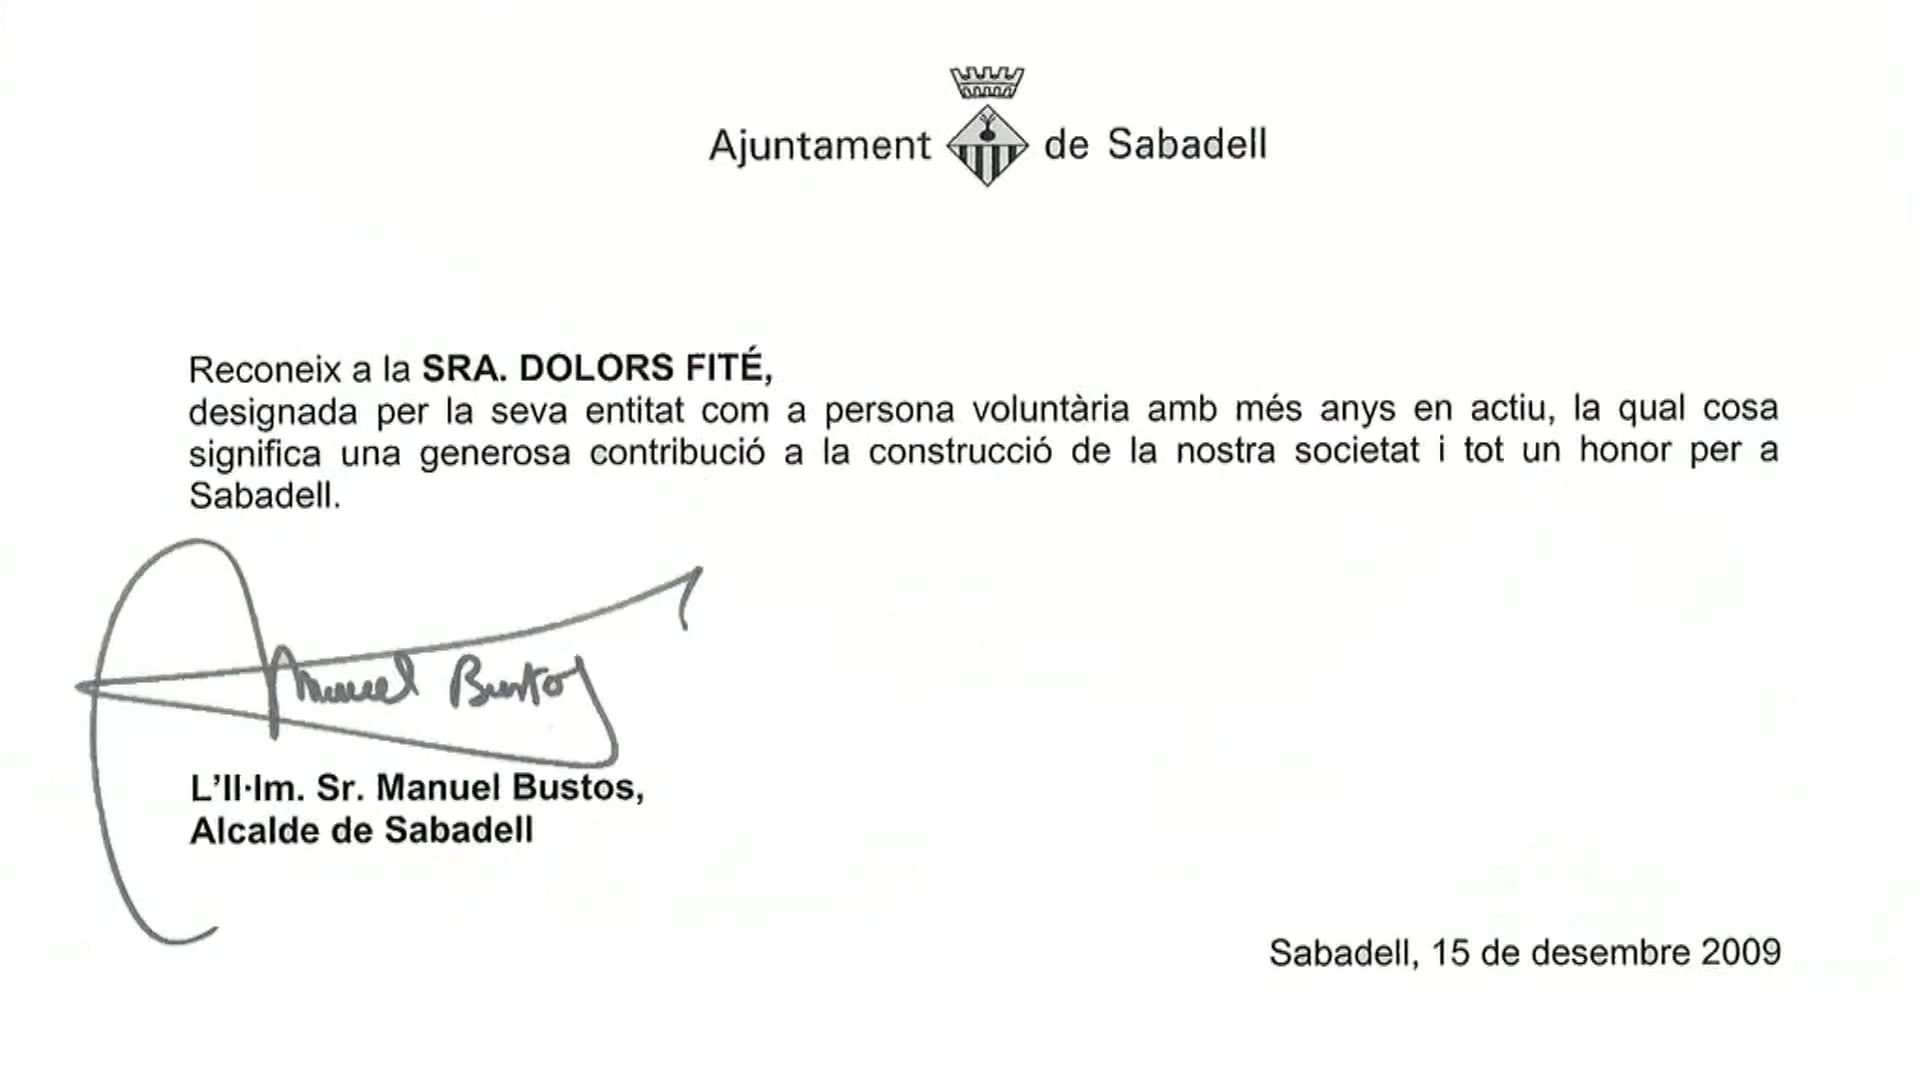 Ajuntament de Sabadell
Reconeix a la SRA. DOLORS FITÉ,
designada per la seva entitat com a persona voluntària amb més anys en actiu, la qual cosa
significa una generosa contribució a la construcció de la nostra societat i tot un honor per a
Sabadell.
Manuel Bustos
L'Il·lm. Sr. Manuel Bustos,
Alcalde de Sabadell
Sabadell, 15 de desembre 2009